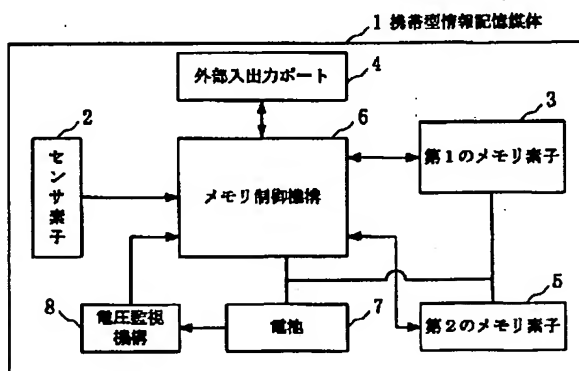 1 携帯型情報記憶媒体
外部入出力ポート
4
2
センサ素子
6
メモリ制御機構
3
第1のメモリ素子
8
電圧監視
機構
電池
7
5
第2のメモリ素子